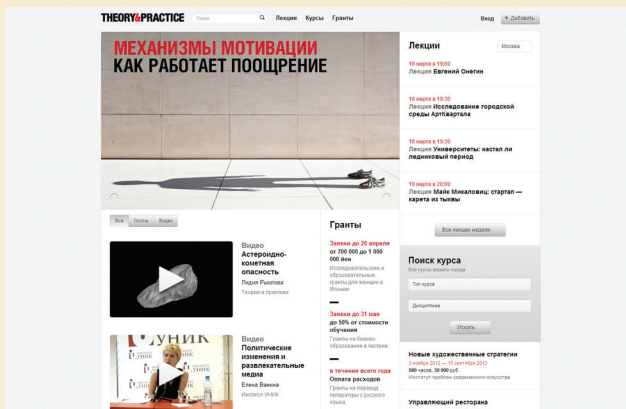 THEORY&PRACTICE
Поиск
Лекции Курсы Гранты
Вход
+ Добавить
МЕХАНИЗМЫ МОТИВАЦИИ
КАК РАБОТАЕТ ПООЩРЕНИЕ
Лекции
Москва
18 марта в 19:00
Лекция Евгений Онегин
18 марта в 19:30
Лекция Исследование городской
среды АртКвартала
18 марта в 19:30
Лекция Университеты: настал ли
ледниковый период
19 марта в 20:00
Лекция Майк Микаловиц: стартап —
карета из тыквы
Все лекции недели
Все Посты Видео
Видео
Астероидно-
кометная
опасность
Лидия Рыхлова
Теории и практики
Видео
Политические
изменения и
развлекательные
медиа
Елена Ванина
Институт УНИК
Гранты
Заявки до 20 апреля
от 700 000 до 1 000
000 йен
Исследовательские и
образовательные
гранты для женщин в
Японии
Заявки до 31 мая
до 50% от стоимости
обучения
Гранты на бизнес-
образование в Австрии
в течение всего года
Оплата расходов
Гранты на перевод
литературы с русского
языка
Поиск курса
Все курсы вашего города
Тип курса
Дисциплина
Искать
Новые художественные стратегии
3 ноября 2012 — 15 сентября 2013
500 часов, 30 000 руб.
Институт проблем современного искусства
Управляющий ресторана